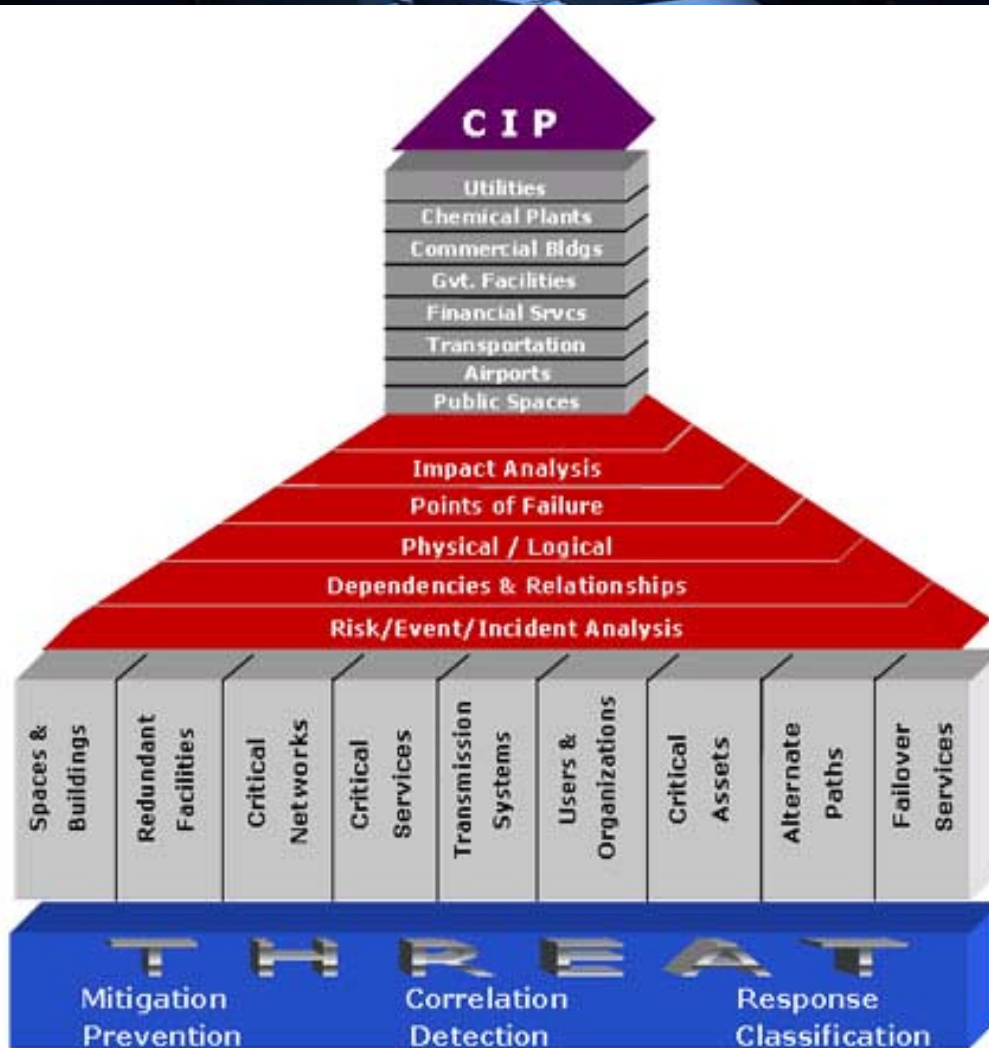 CIP
Utilities
Chemical Plants
Commercial Bldgs
Gvt. Facilities
Financial Srvcs
Transportation
Airports
Public Spaces
Impact Analysis
Points of Failure
Physical / Logical
Dependencies & Relationships
Risk/Event/Incident Analysis
Spaces &
Buildings
Redundant
Facilities
Critical
Networks
Critical
Services
Transmission
Systems
Users &
Organizations
Critical
Assets
Alternate
Paths
Failover
Services
THREAT
Mitigation
Prevention
Correlation
Detection
Response
Classification